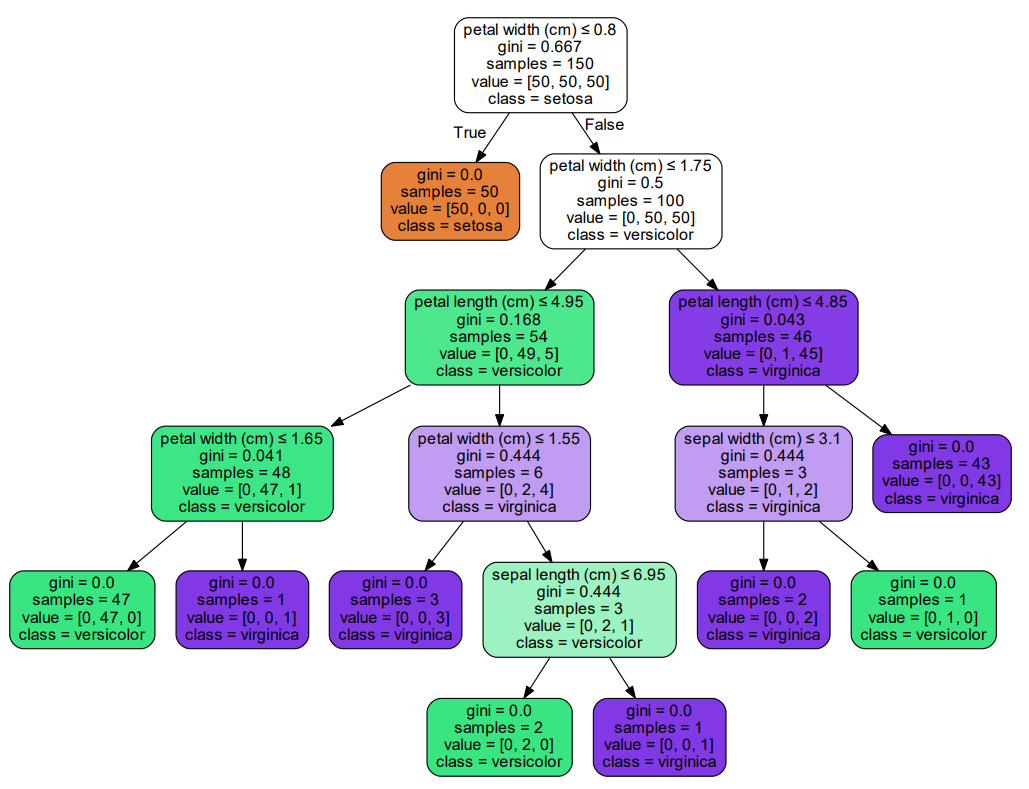 petal width (cm) ≤ 0.8
gini = 0.667
samples = 150
value = [50, 50, 50]
class = setosa
True
False
gini = 0.0
samples = 50
value = [50, 0, 0]
class = setosa
petal width (cm) ≤ 1.75
gini = 0.5
samples = 100
value = [0, 50, 50]
class = versicolor
petal length (cm) ≤ 4.95
gini = 0.168
samples = 54
value = [0, 49, 5]
class = versicolor
petal length (cm) ≤ 4.85
gini = 0.043
samples = 46
value = [0, 1, 45]
class = virginica
petal width (cm) ≤ 1.65
gini = 0.041
samples = 48
value = [0, 47, 1]
class = versicolor
petal width (cm) ≤ 1.55
gini = 0.444
samples = 6
value = [0, 2, 4]
class = virginica
sepal width (cm) ≤ 3.1
gini = 0.444
samples = 3
value = [0, 1, 2]
class = virginica
gini = 0.0
samples = 43
value = [0, 0, 43]
class = virginica
gini = 0.0
samples = 47
value = [0, 47, 0]
class = versicolor
gini = 0.0
samples = 1
value = [0, 0, 1]
class = virginica
gini = 0.0
samples = 3
value = [0, 0, 3]
class = virginica
sepal length (cm) ≤ 6.95
gini = 0.444
samples = 3
value = [0, 2, 1]
class = versicolor
gini = 0.0
samples = 2
value = [0, 0, 2]
class = virginica
gini = 0.0
samples = 1
value = [0, 1, 0]
class = versicolor
gini = 0.0
samples = 2
value = [0, 2, 0]
class = versicolor
gini = 0.0
samples = 1
value = [0, 0, 1]
class = virginica